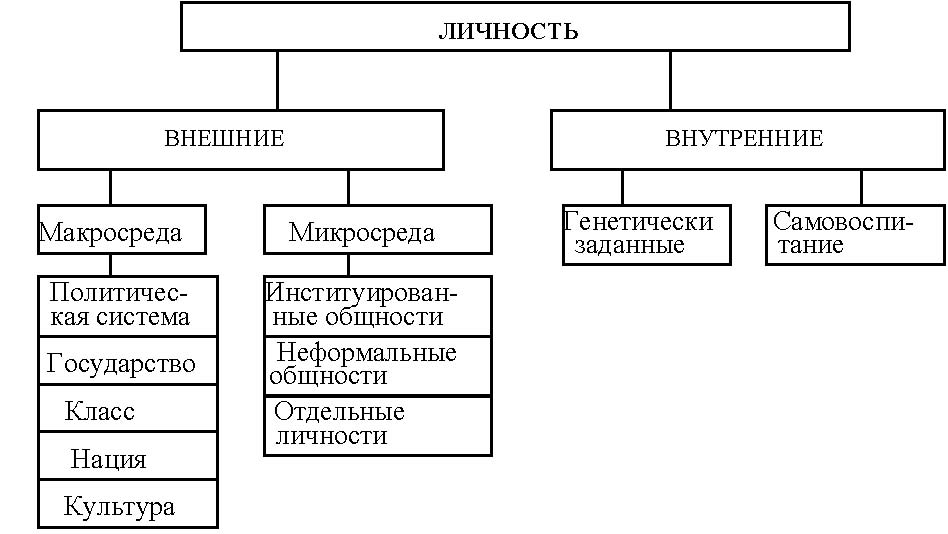 ЛИЧНОСТЬ
ВНЕШНИЕ
ВНУТРЕННИЕ
Макросреда
Микросреда
Генетически
заданные
Самовоспи-
тание
Политичес-
кая система
Государство
Класс
Нация
Культура
Институирован-
ные общности
Неформальные
общности
Отдельные
личности